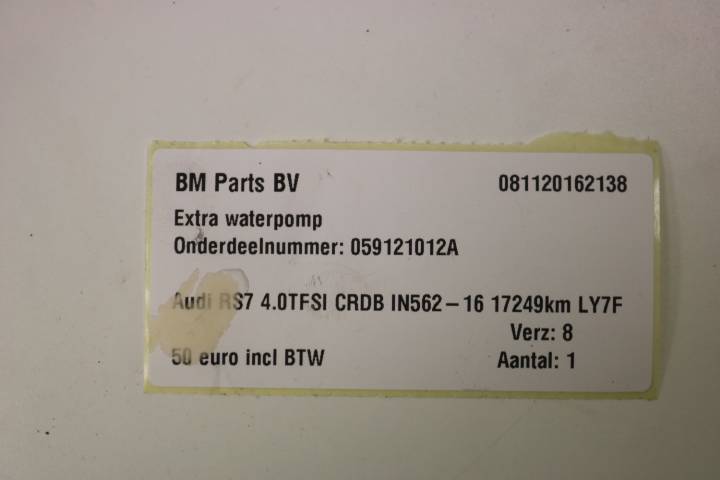 BM Parts BV 081120162138
Extra waterpomp
Onderdeelnummer: 059121012A
Audi RS7 4.0TFSI CRDB IN562-16 17249km LY7F
Verz: 8
50 euro incl BTW Aantal: 1